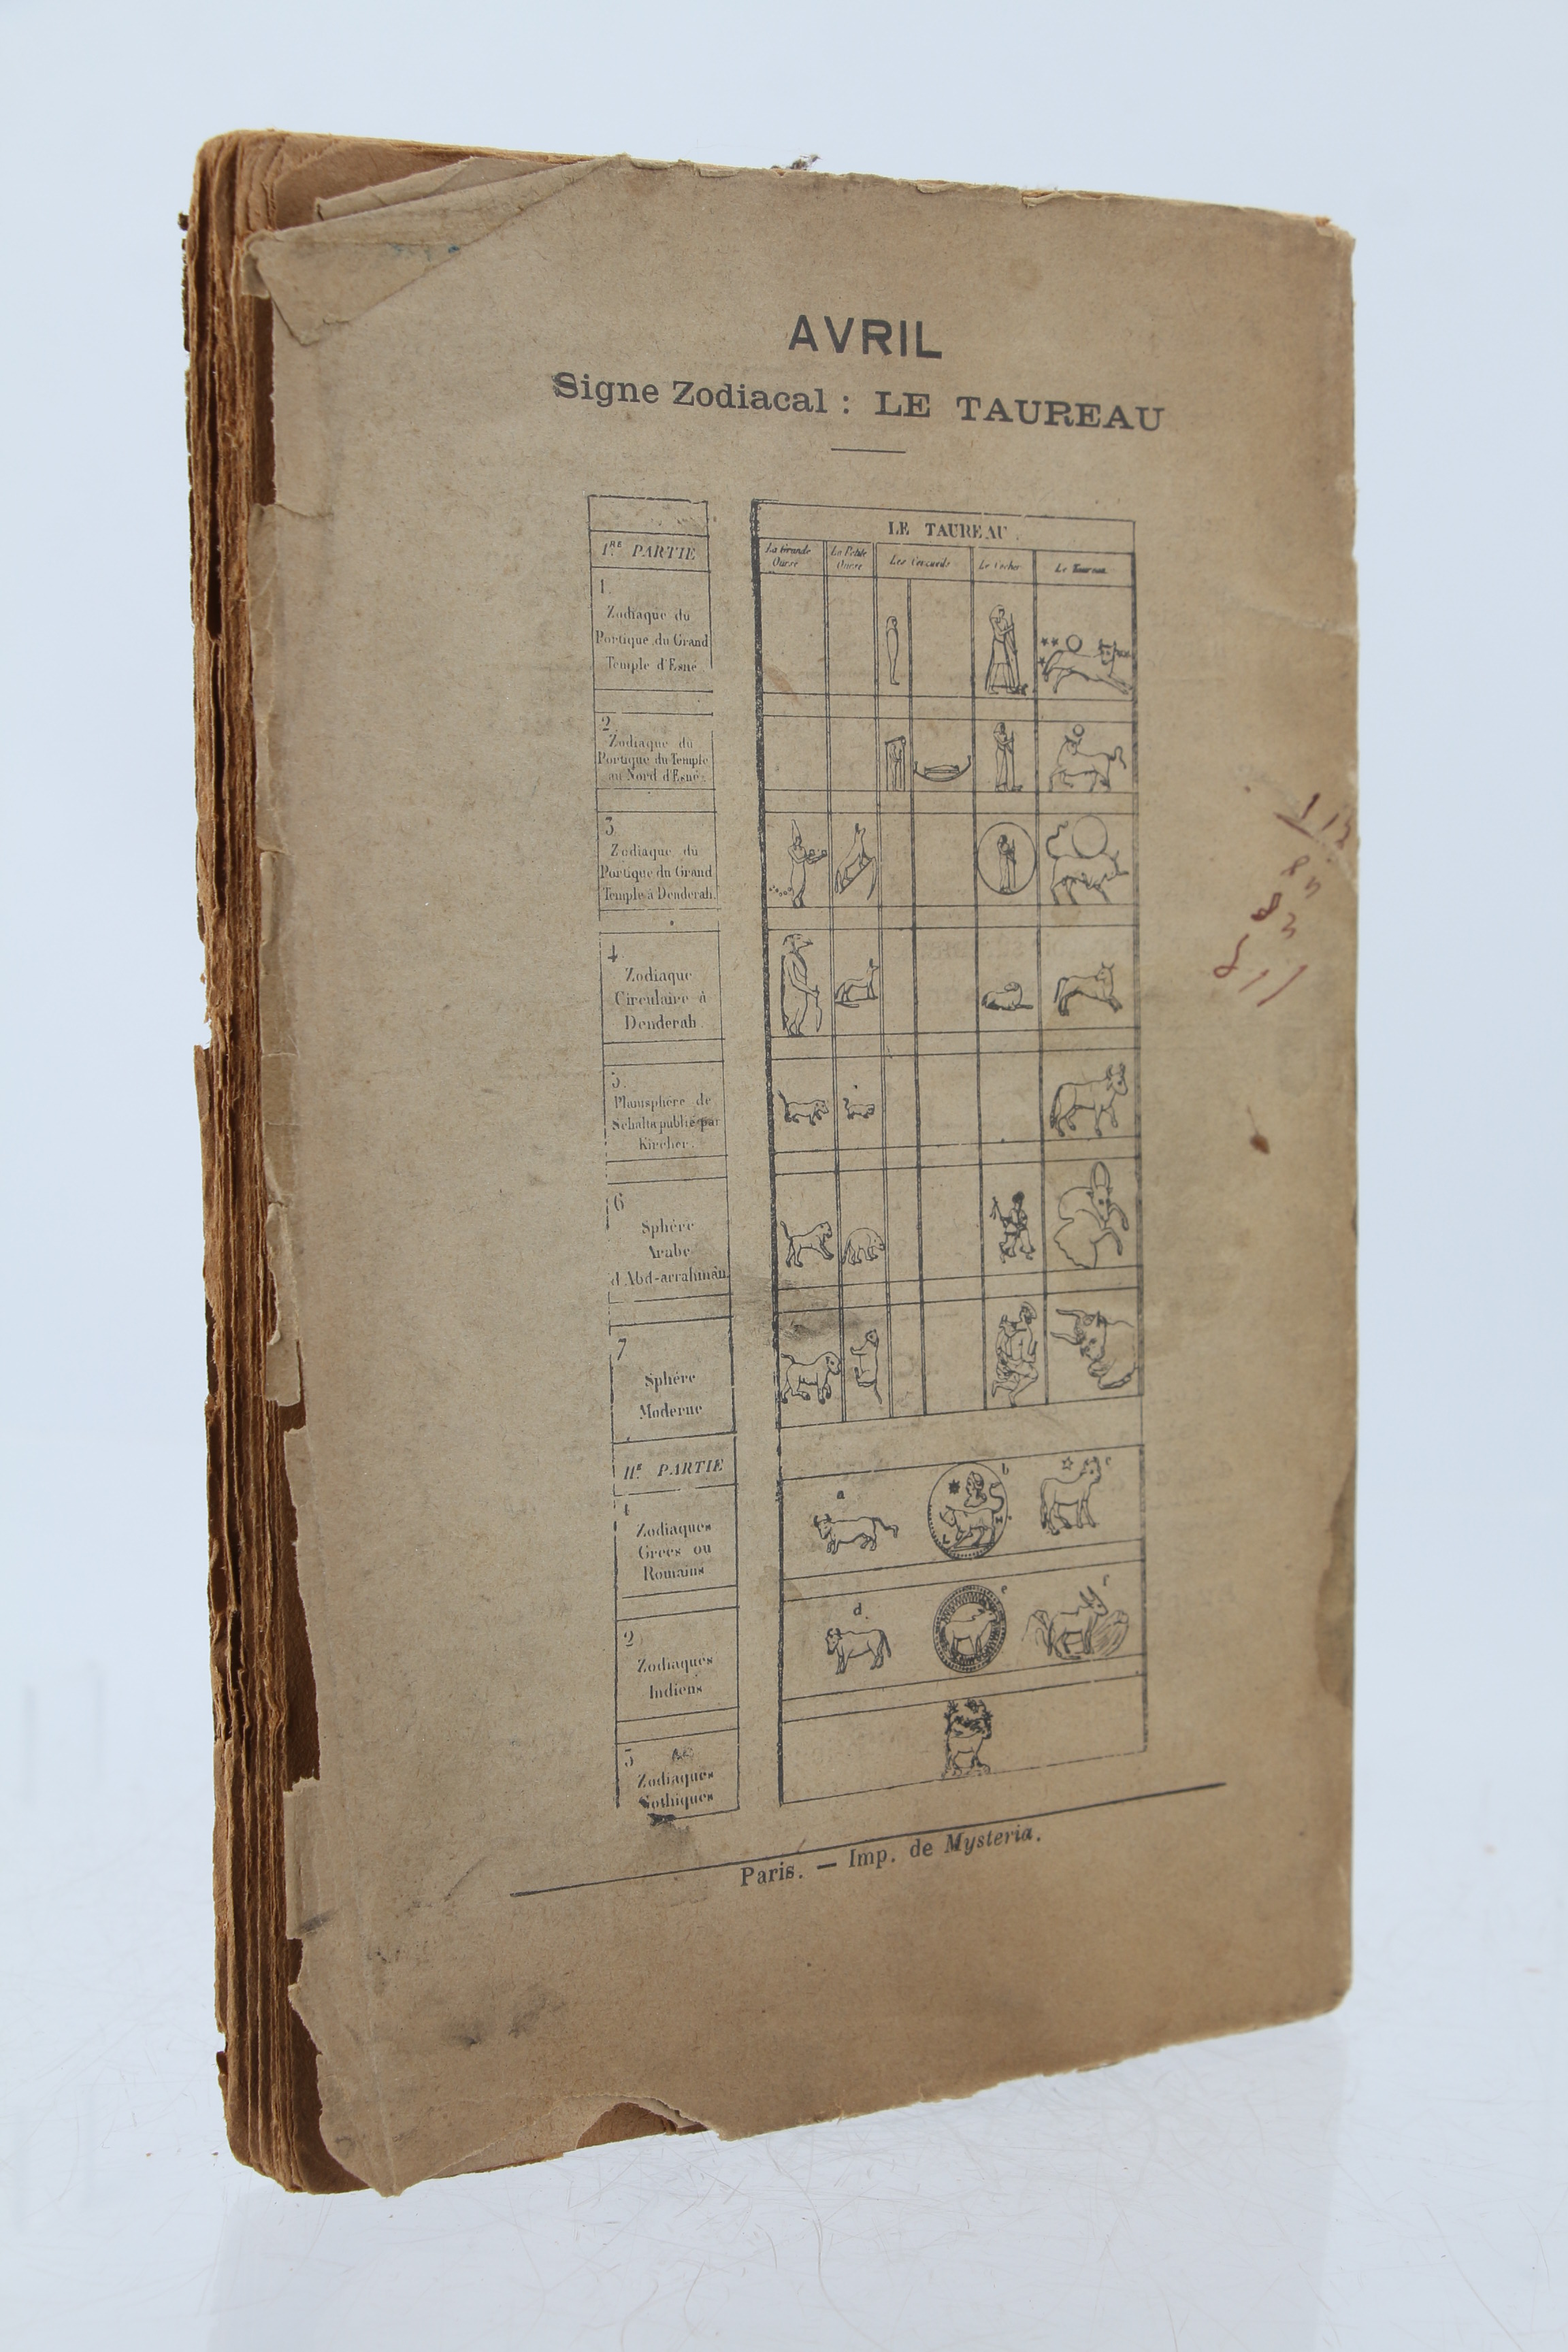 AVRIL
Signe Zodiacal : LE TAUREAU
LE TAUREAU
1.RE PARTIE
La Grande
Ourse
La Petite
Ourse
Les Cercueils
Le Cocher
Le Taureau
1.
Zodiaque du
Portique du Grand
Temple d'Esné
2
Zodiaque du
Portique du Temple
au Nord d'Esné
3
Zodiaque du
Portique du Grand
Temple à Denderah.
4
Zodiaque
Circulaire à
Denderah.
5.
Planisphère de
publié par
Kircher.
6
Sphère
Arabe
d'Abd-arrahman
7
Sphère
Moderne
IIE. PARTIE
1
Zodiaques
Grecs ou
Romains
a
b
c
2
Zodiaques
Indiens
d
e
f
3
Zodiaques
Gothiques
Paris. — Imp. de Mysteria.